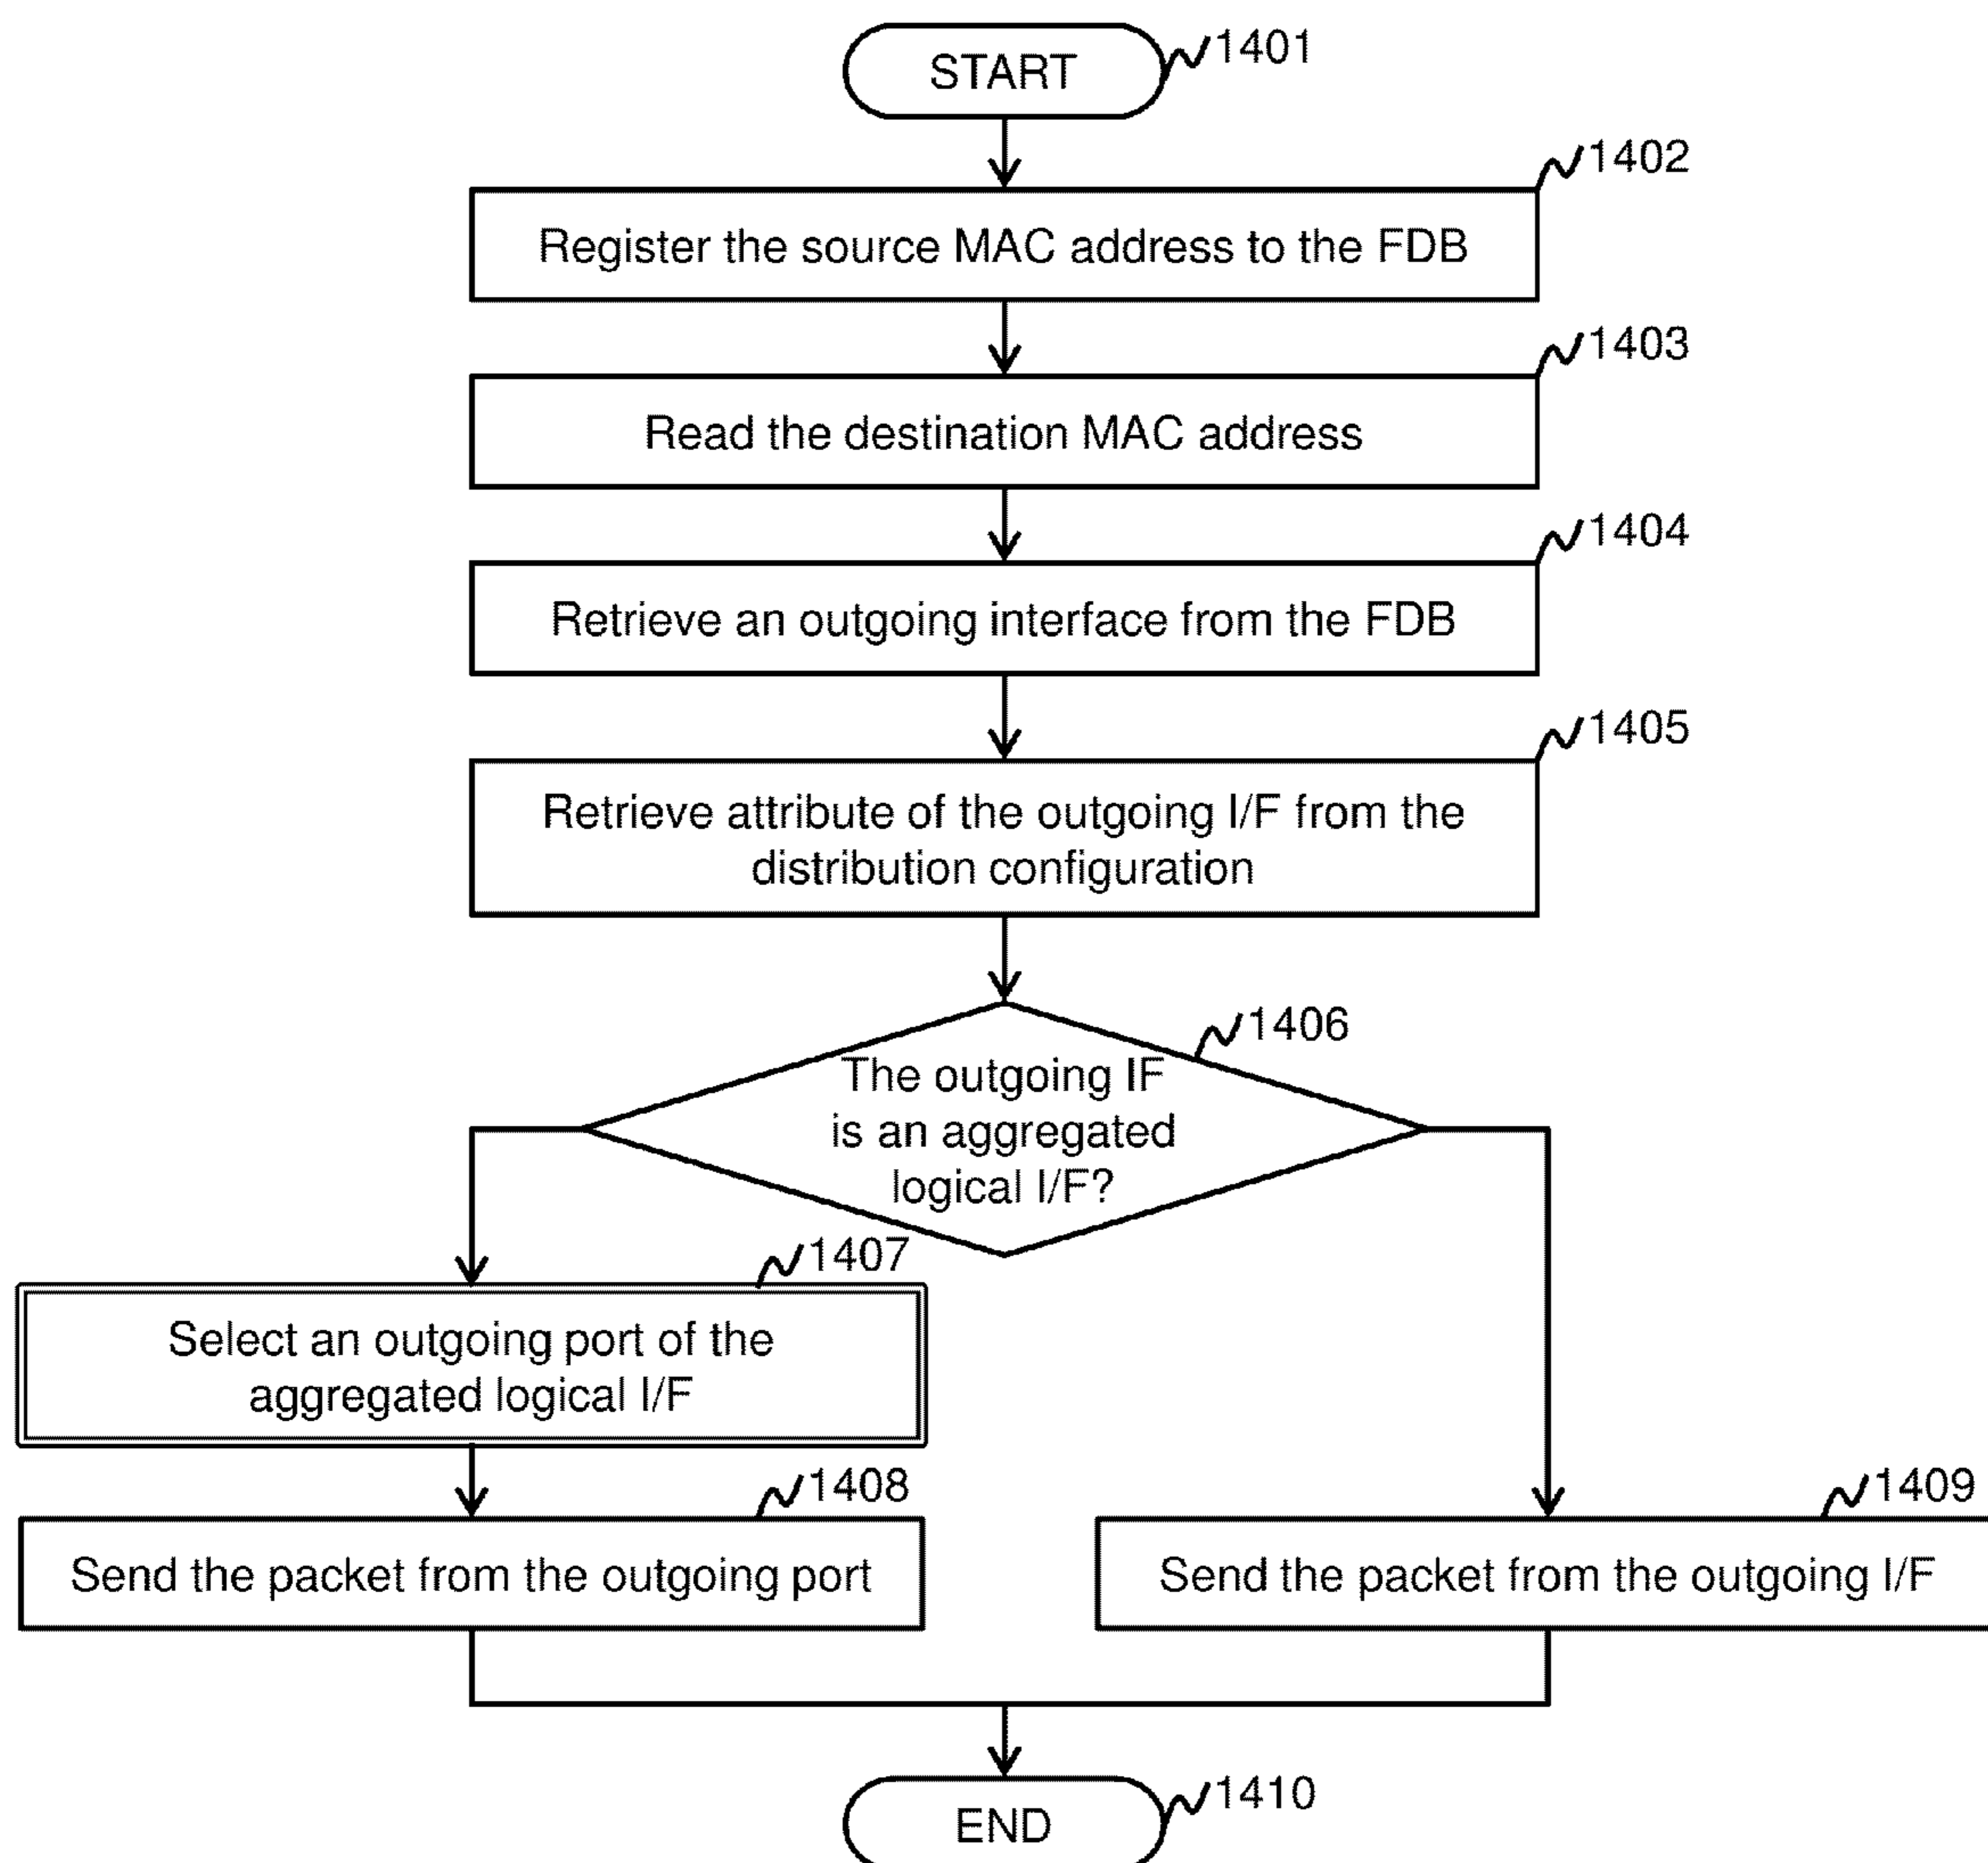 START
1401
1402
Register the source MAC address to the FDB
1403
Read the destination MAC address
1404
Retrieve an outgoing interface from the FDB
1405
Retrieve attribute of the outgoing I/F from the
distribution configuration
1406
The outgoing IF
is an aggregated
logical I/F?
1407
Select an outgoing port of the
aggregated logical I/F
1408
Send the packet from the outgoing port
1409
Send the packet from the outgoing I/F
END
1410